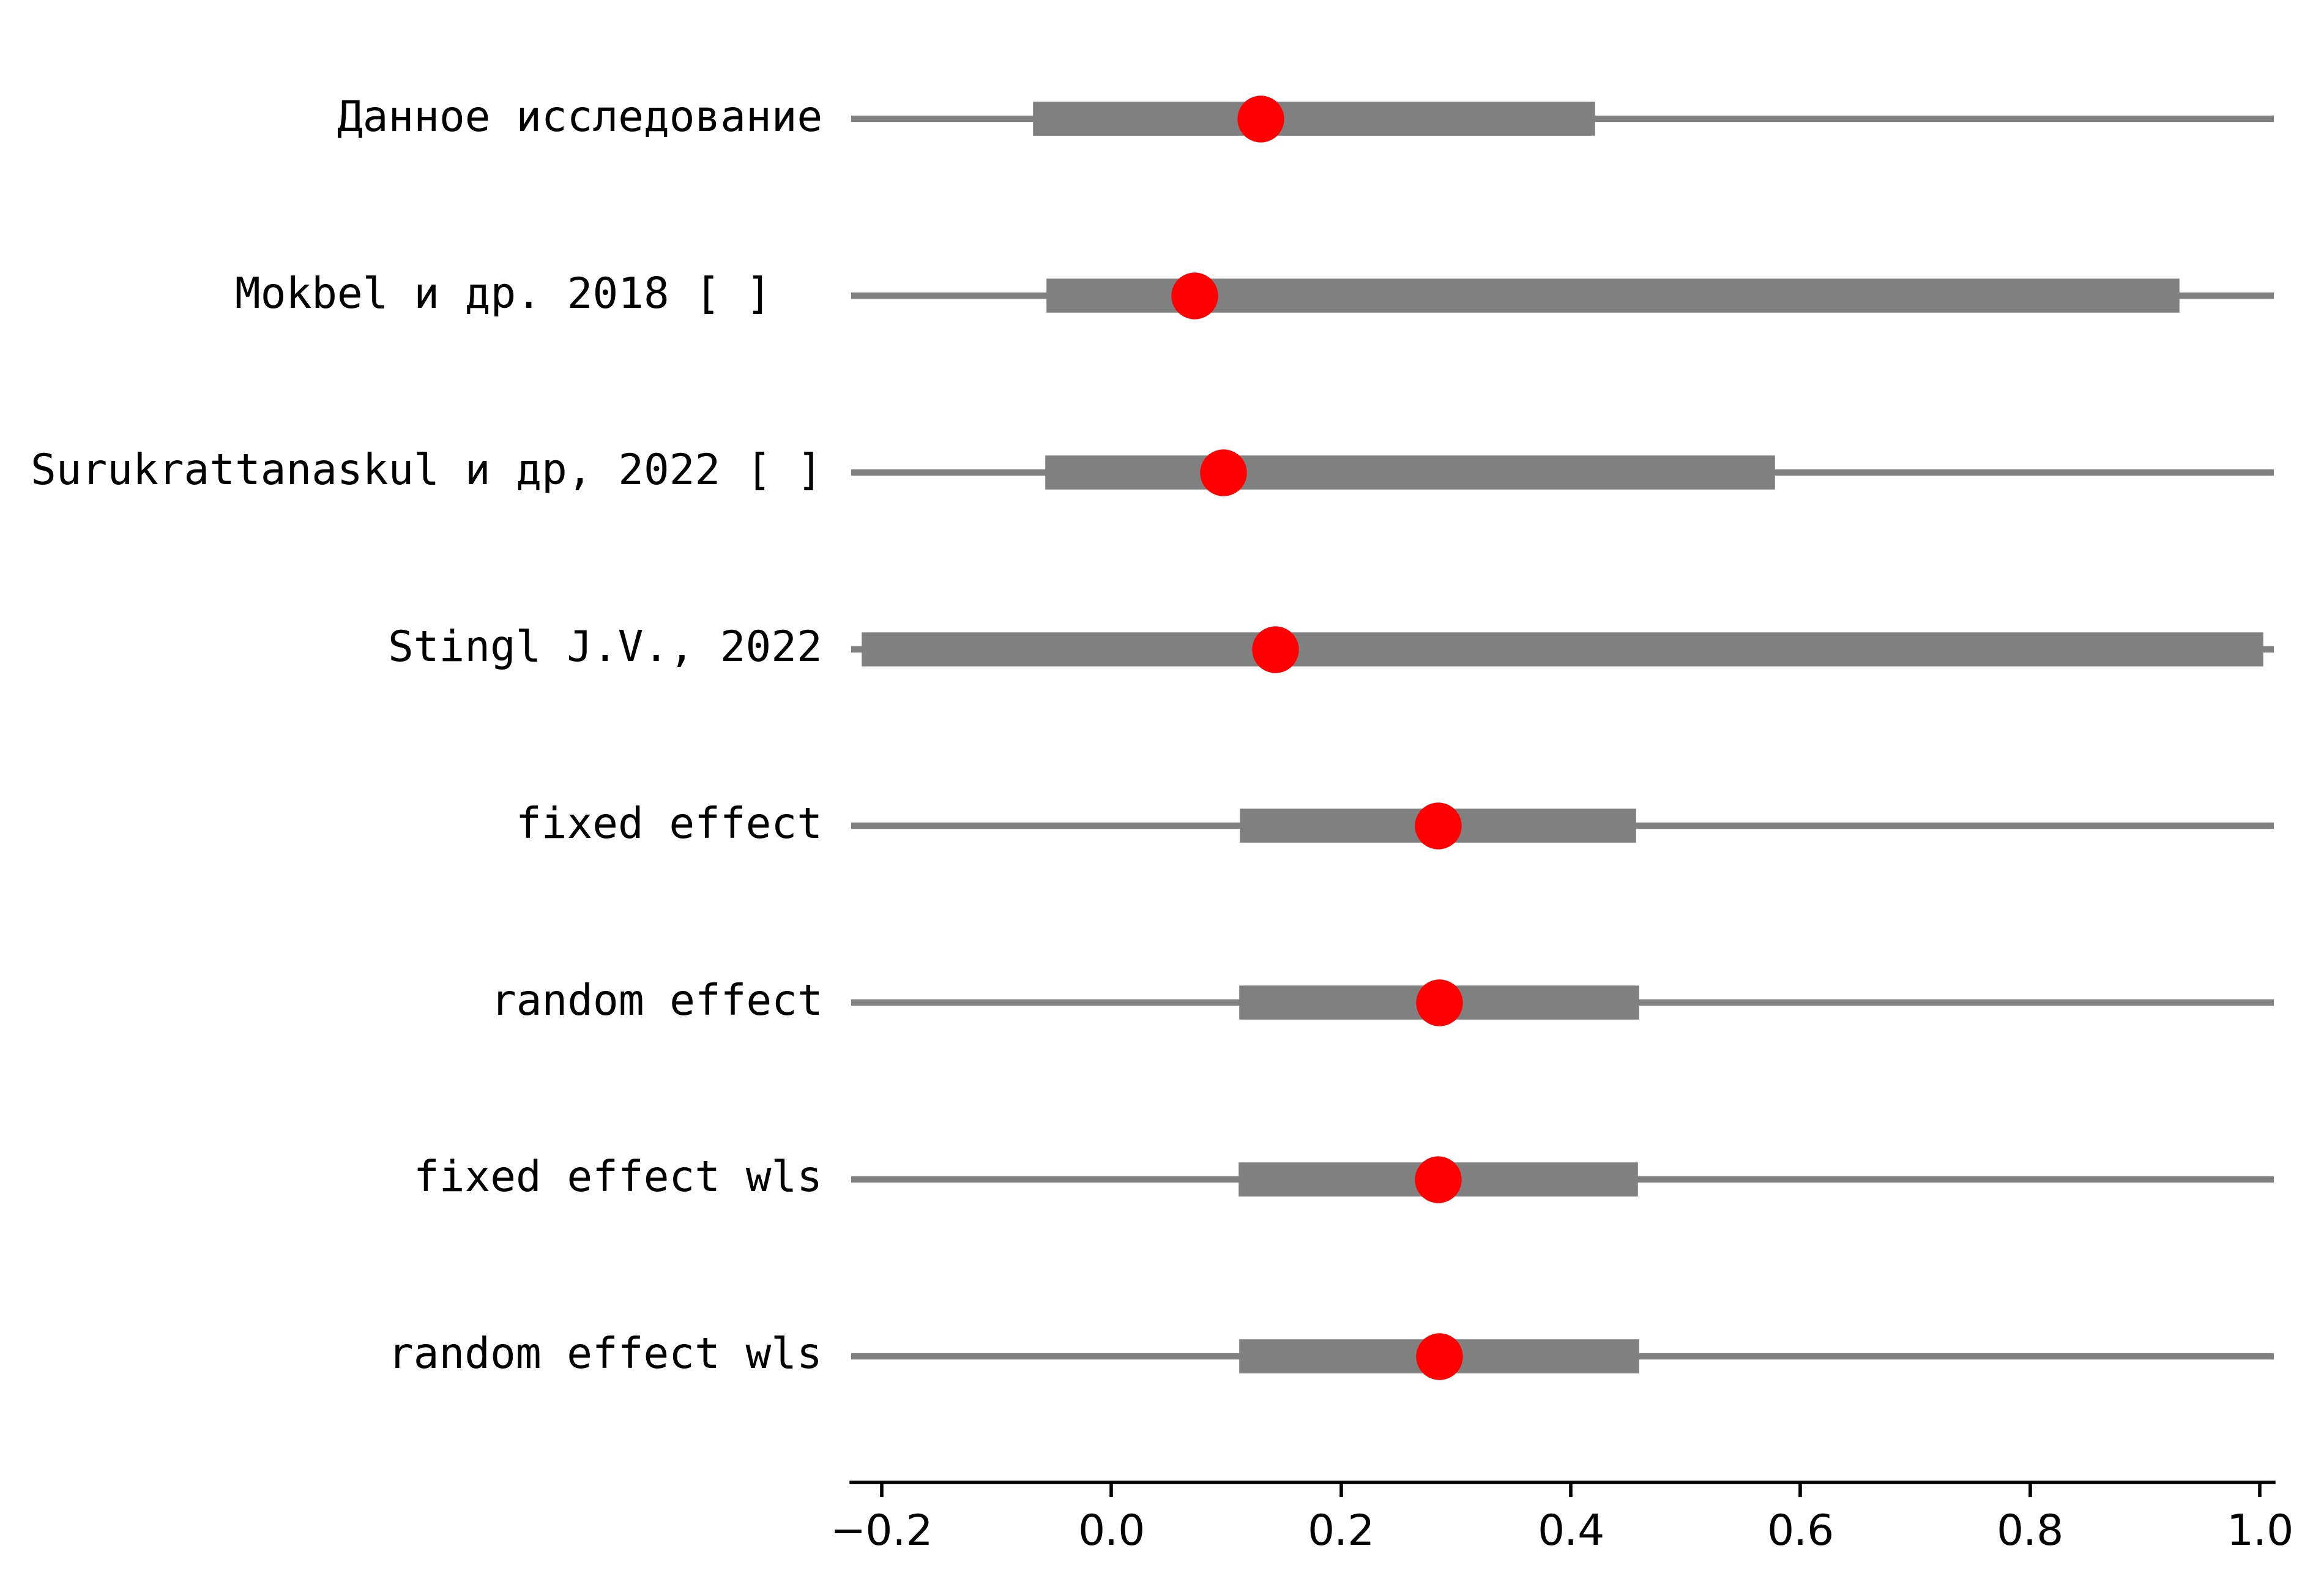 Данное исследование
Mokbel и др. 2018 [ ]
Surukrattanaskul и др, 2022 [ ]
Stingl J.V., 2022
fixed effect
random effect
fixed effect wls
random effect wls
−0.2 0.0 0.2 0.4 0.6 0.8 1.0